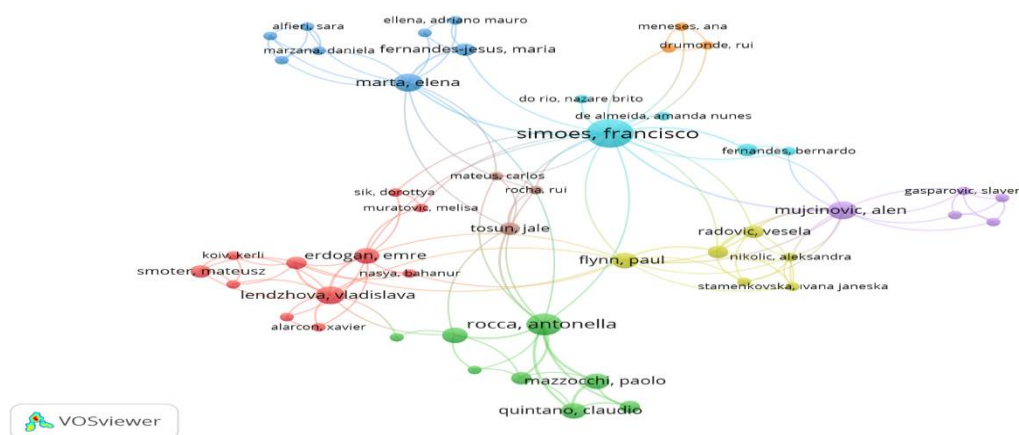 alfieri, sara
ellena, adriano mauro
meneses, ana
marzana, daniela
fernandes-jesus, maria
drumonde, rui
marta, elena
do rio, nazare brito
de almeida, amanda nunes
simoes, francisco
fernandes, bernardo
mateus, carlos
sik, dorottya
rocha, rui
gasparovic, slaven
muratovic, melisa
mujcinovic, alen
tosun, jale
radovic, vesela
koiv, kerli
erdogan, emre
flynn, paul
nikolic, aleksandra
smoter, mateusz
nasya, bahanur
stamenkovska, ivana janeska
lendzhova, vladislava
alarcon, xavier
rocca, antonella
mazzocchi, paolo
quintano, claudio
VOSviewer